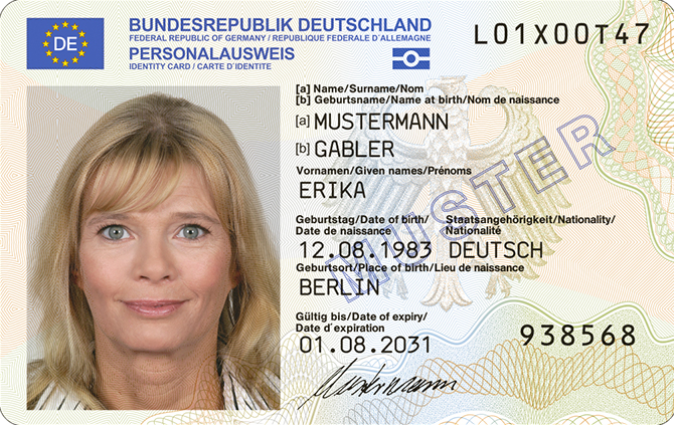 DE
BUNDESREPUBLIK DEUTSCHLAND
FEDERAL REPUBLIC OF GERMANY / REPUBLIQUE FEDERALE D´ALLEMAGNE
PERSONALAUSWEIS
IDENTITY CARD / CARTE D´IDENTITE
L01X00T47
[a] Name/Surname/Nom
[b] Geburtsname/Name at birth/Nom de naissance
[a] MUSTERMANN
[b] GABLER
Vornamen/Given names/Prénoms
ERIKA
Geburtstag/Date of birth/
Date de naissance
Staatsangehörigkeit/Nationality/
Nationalité
12.08.1983 DEUTSCH
Geburtsort/Place of birth/Lieu de naissance
BERLIN
Gültig bis/Date of expiry/
Date d´expiration
01.08.2031
938568
Mustermann
MUSTER